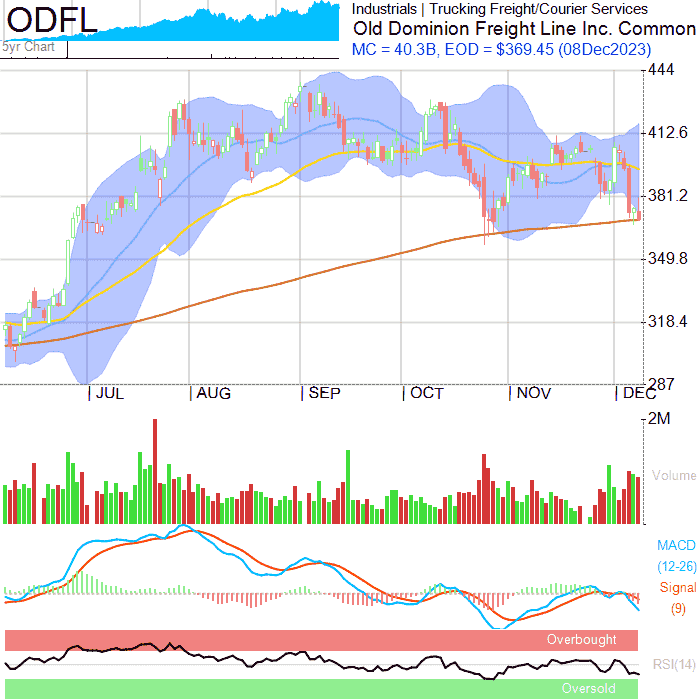 ODFL
5yr Chart
Industrials | Trucking Freight/Courier Services
Old Dominion Freight Line Inc. Common
MC = 40.3B, EOD = $369.45 (08Dec2023)
444
412.6
381.2
349.8
318.4
287
JUL AUG SEP OCT NOV DEC
2M
Volume
MACD
(12-26)
Signal
(9)
Overbought
RSI(14)
Oversold